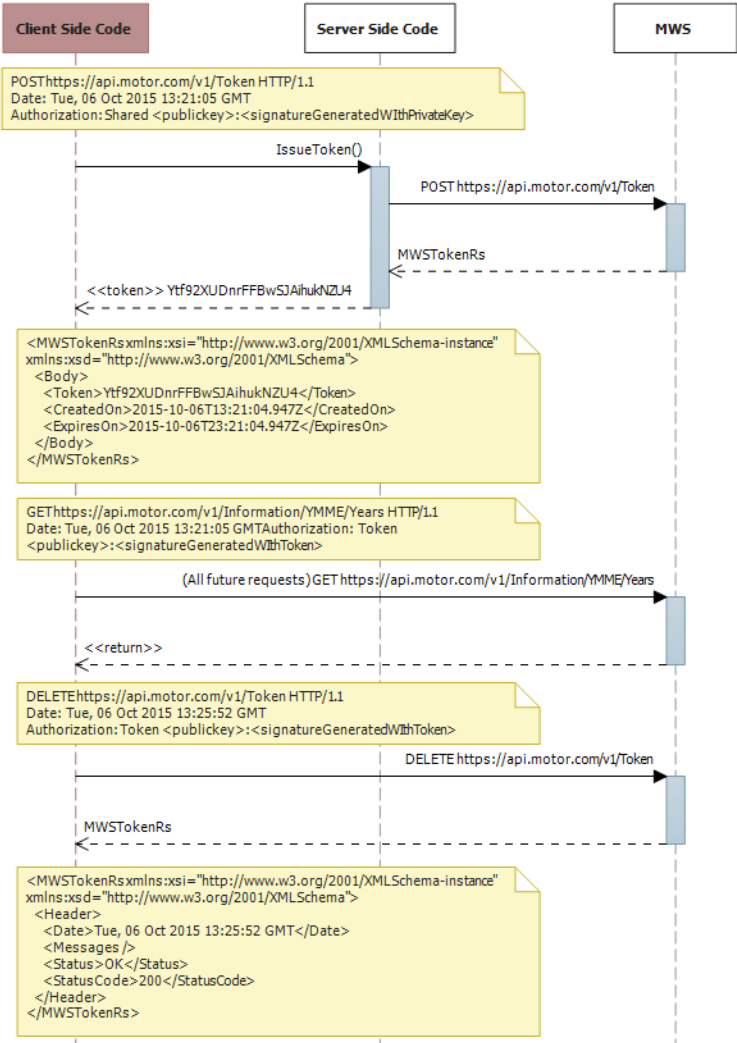 Client Side Code
Server Side Code
MWS
POSThttps://api.motor.com/v1/Token HTTP/1.1
Date: Tue, 06 Oct 2015 13:21:05 GMT
Authorization: Shared <publickey>:<signatureGeneratedWIthPrivateKey>
IssueToken()
POST https://api.motor.com/v1/Token
MWSTokenRs
<<token>> Ytf92XUDnrFFBwSJAihukNZU4
<MWSTokenRsxmlns:xsi="http://www.w3.org/2001/XMLSchema-instance"
xmlns:xsd="http://www.w3.org/2001/XMLSchema">
<Body>
<Token>Ytf92XUDnrFFBwSJAihukNZU4</Token>
<CreatedOn>2015-10-06T13:21:04.947Z</CreatedOn>
<ExpiresOn>2015-10-06T23:21:04.947Z</ExpiresOn>
</Body>
</MWSTokenRs>
GEThttps://api.motor.com/v1/Information/YMME/Years HTTP/1.1
Date: Tue, 06 Oct 2015 13:21:05 GMTAuthorization: Token
<publickey>:<signatureGeneratedWIthToken>
(All future requests)GET https://api.motor.com/v1/Information/YMME/Years
<<return>>
DELETEhttps://api.motor.com/v1/Token HTTP/1.1
Date: Tue, 06 Oct 2015 13:25:52 GMT
Authorization: Token <publickey>:<signatureGeneratedWIthToken>
DELETE https://api.motor.com/v1/Token
MWSTokenRs
<MWSTokenRsxmlns:xsi="http://www.w3.org/2001/XMLSchema-instance"
xmlns:xsd="http://www.w3.org/2001/XMLSchema">
<Header>
<Date>Tue, 06 Oct 2015 13:25:52 GMT</Date>
<Messages />
<Status>OK</Status>
<StatusCode>200</StatusCode>
</Header>
</MWSTokenRs>